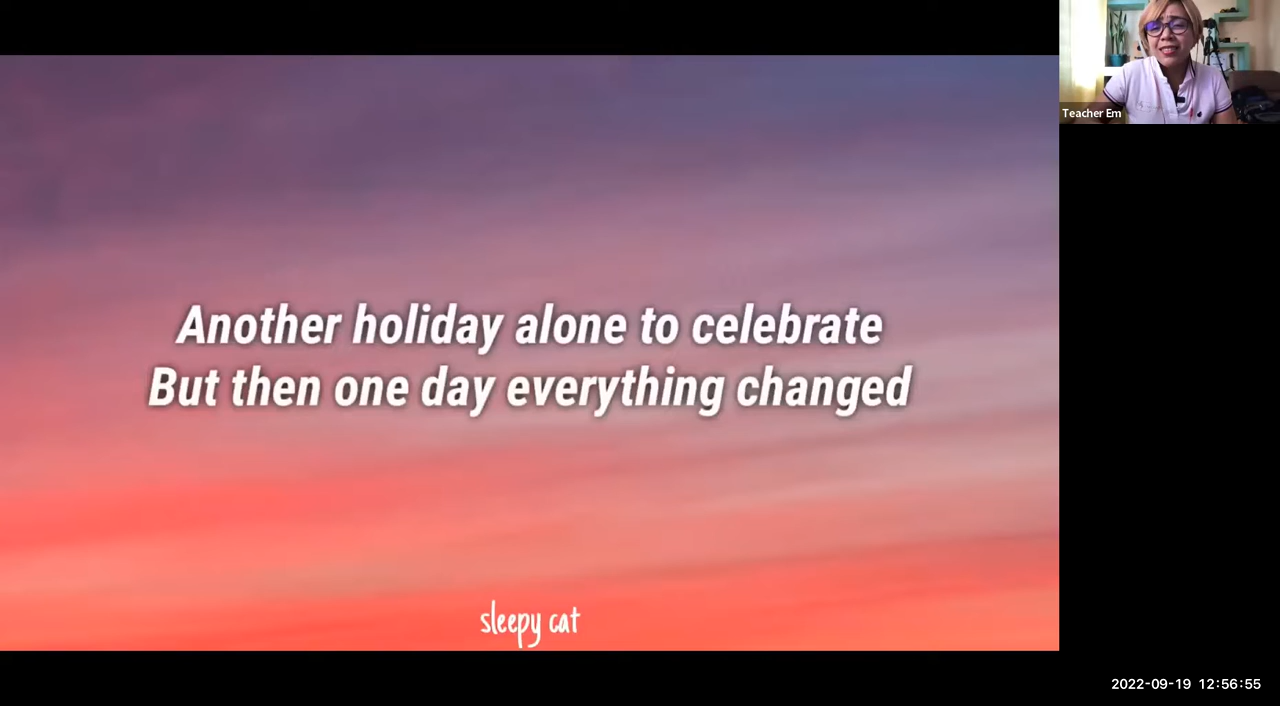 Teacher Em
Another holiday alone to celebrate
But then one day everything changed
sleepy cat
2022-09-19 12:56:55